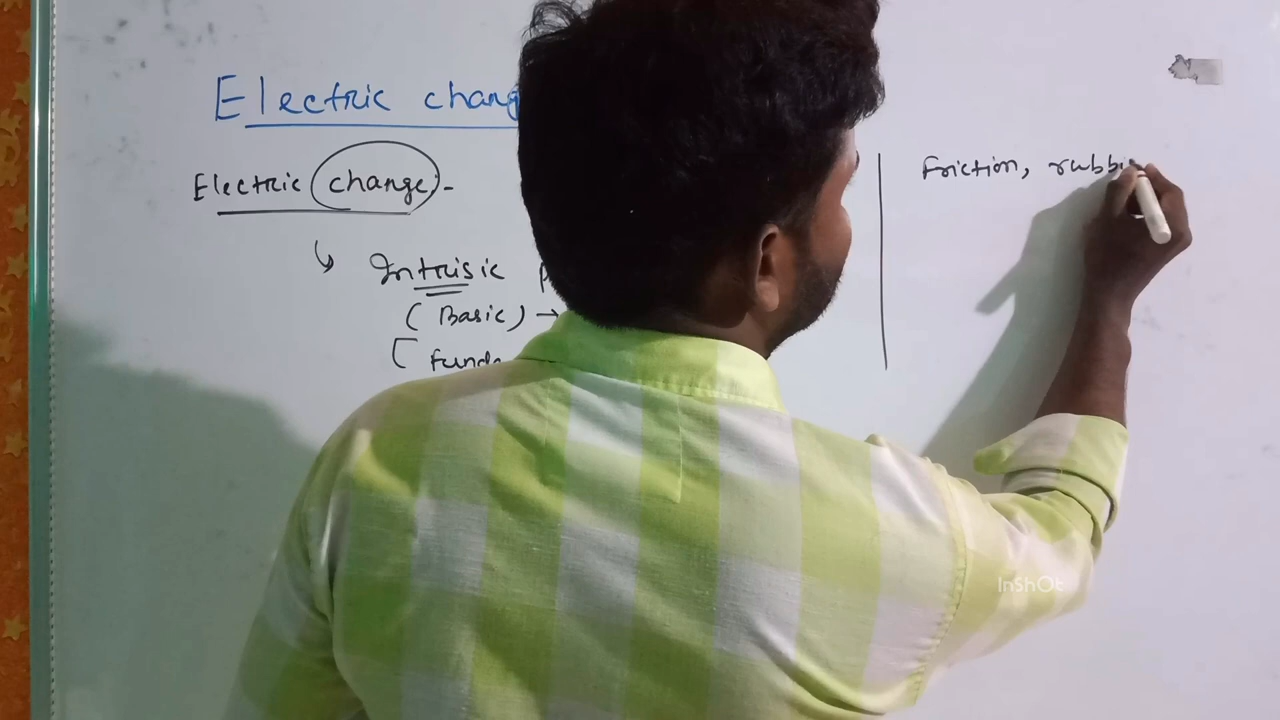 Electric chang
Electric change -
Intrisic p
(Basic) →
[ Funda
Friction, rubbi
InShOt